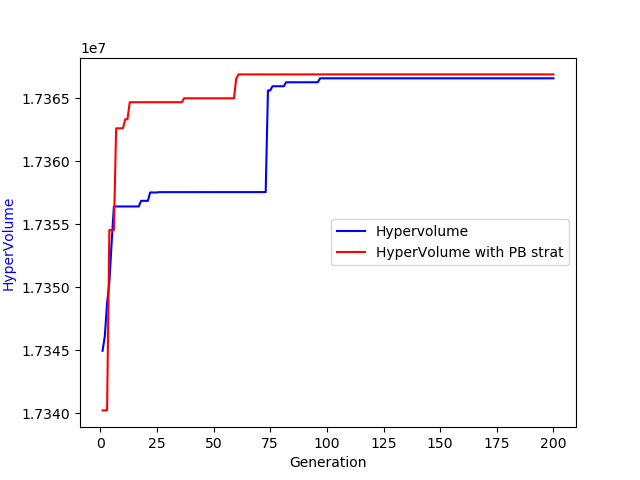 1e7
1.7365
1.7360
1.7355
1.7350
1.7345
1.7340
HyperVolume
Hypervolume
HyperVolume with PB strat
0 25 50 75 100 125 150 175 200
Generation